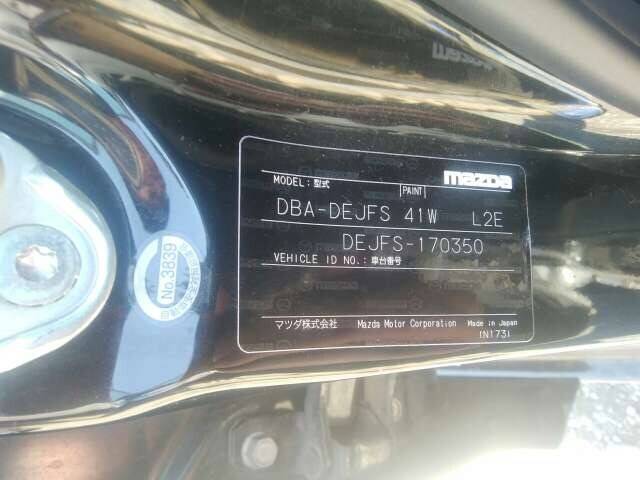 mazda
MODEL: 型式 PAINT
DBA-DEJFS 41W L2E
DEJFS-170350
VEHICLE ID NO.: 車台番号
マツダ株式会社 Mazda Motor Corporation Made in Japan
(N173)
No.3839